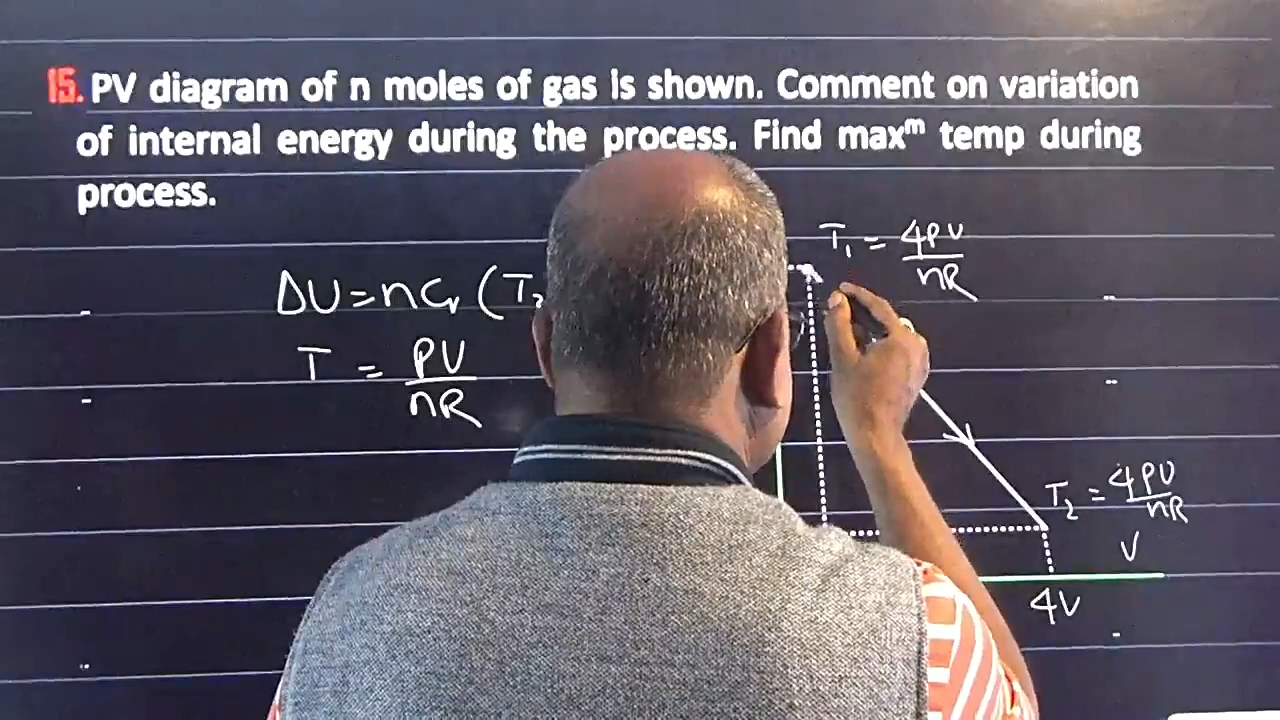 15. PV diagram of n moles of gas is shown. Comment on variation
of internal energy during the process. Find maxᵐ temp during
process.
T₁ = 4PV/nR
ΔU = nCᵥ (T₂
T = PV/nR
T₂ = 4PV/nR
V
4V